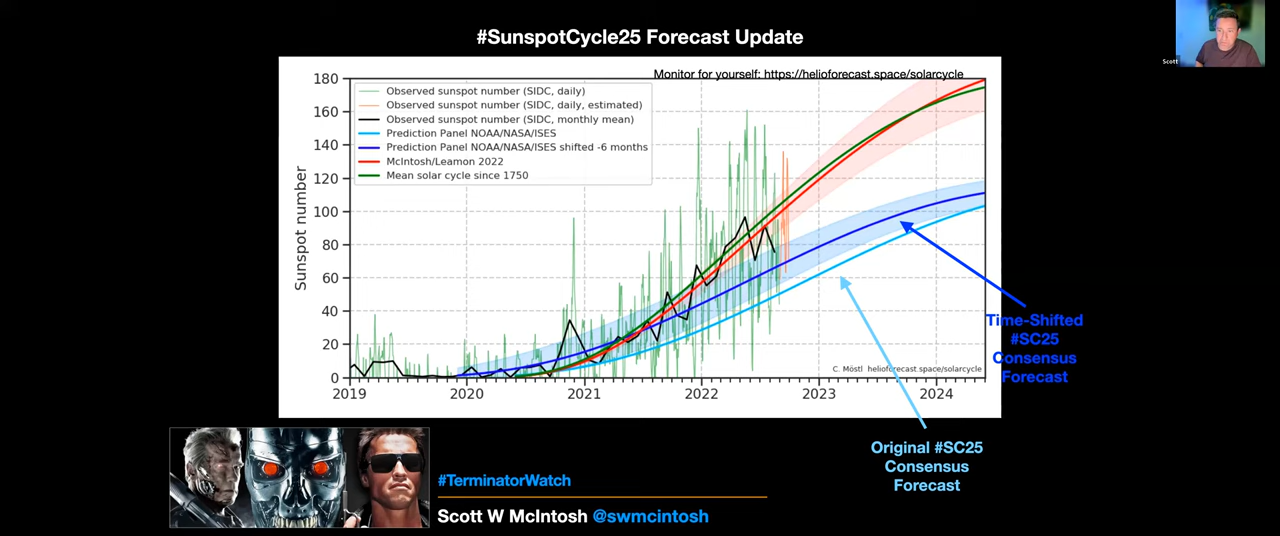 #SunspotCycle25 Forecast Update
Scott
Monitor for yourself: https://helioforecast.space/solarcycle
Observed sunspot number (SIDC, daily)
Observed sunspot number (SIDC, daily, estimated)
Observed sunspot number (SIDC, monthly mean)
Prediction Panel NOAA/NASA/ISES
Prediction Panel NOAA/NASA/ISES shifted -6 months
McIntosh/Leamon 2022
Mean solar cycle since 1750
Sunspot number
180
160
140
120
100
80
60
40
20
0
2019 2020 2021 2022 2023 2024
C. Möstl helioforecast.space/solarcycle
Time-Shifted
#SC25
Consensus
Forecast
Original #SC25
Consensus
Forecast
#TerminatorWatch
Scott W McIntosh @swmcintosh